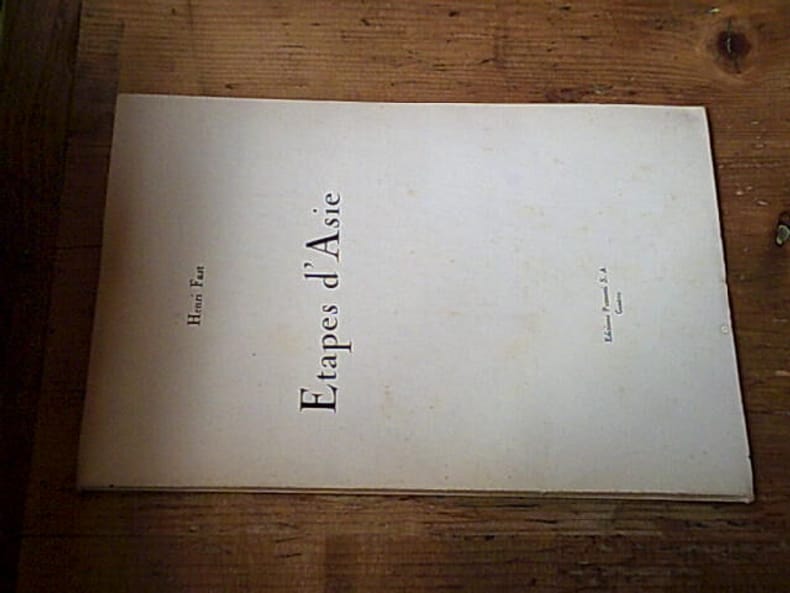 Henri Fast
Etapes d'Asie
Editions S. A.
Genève